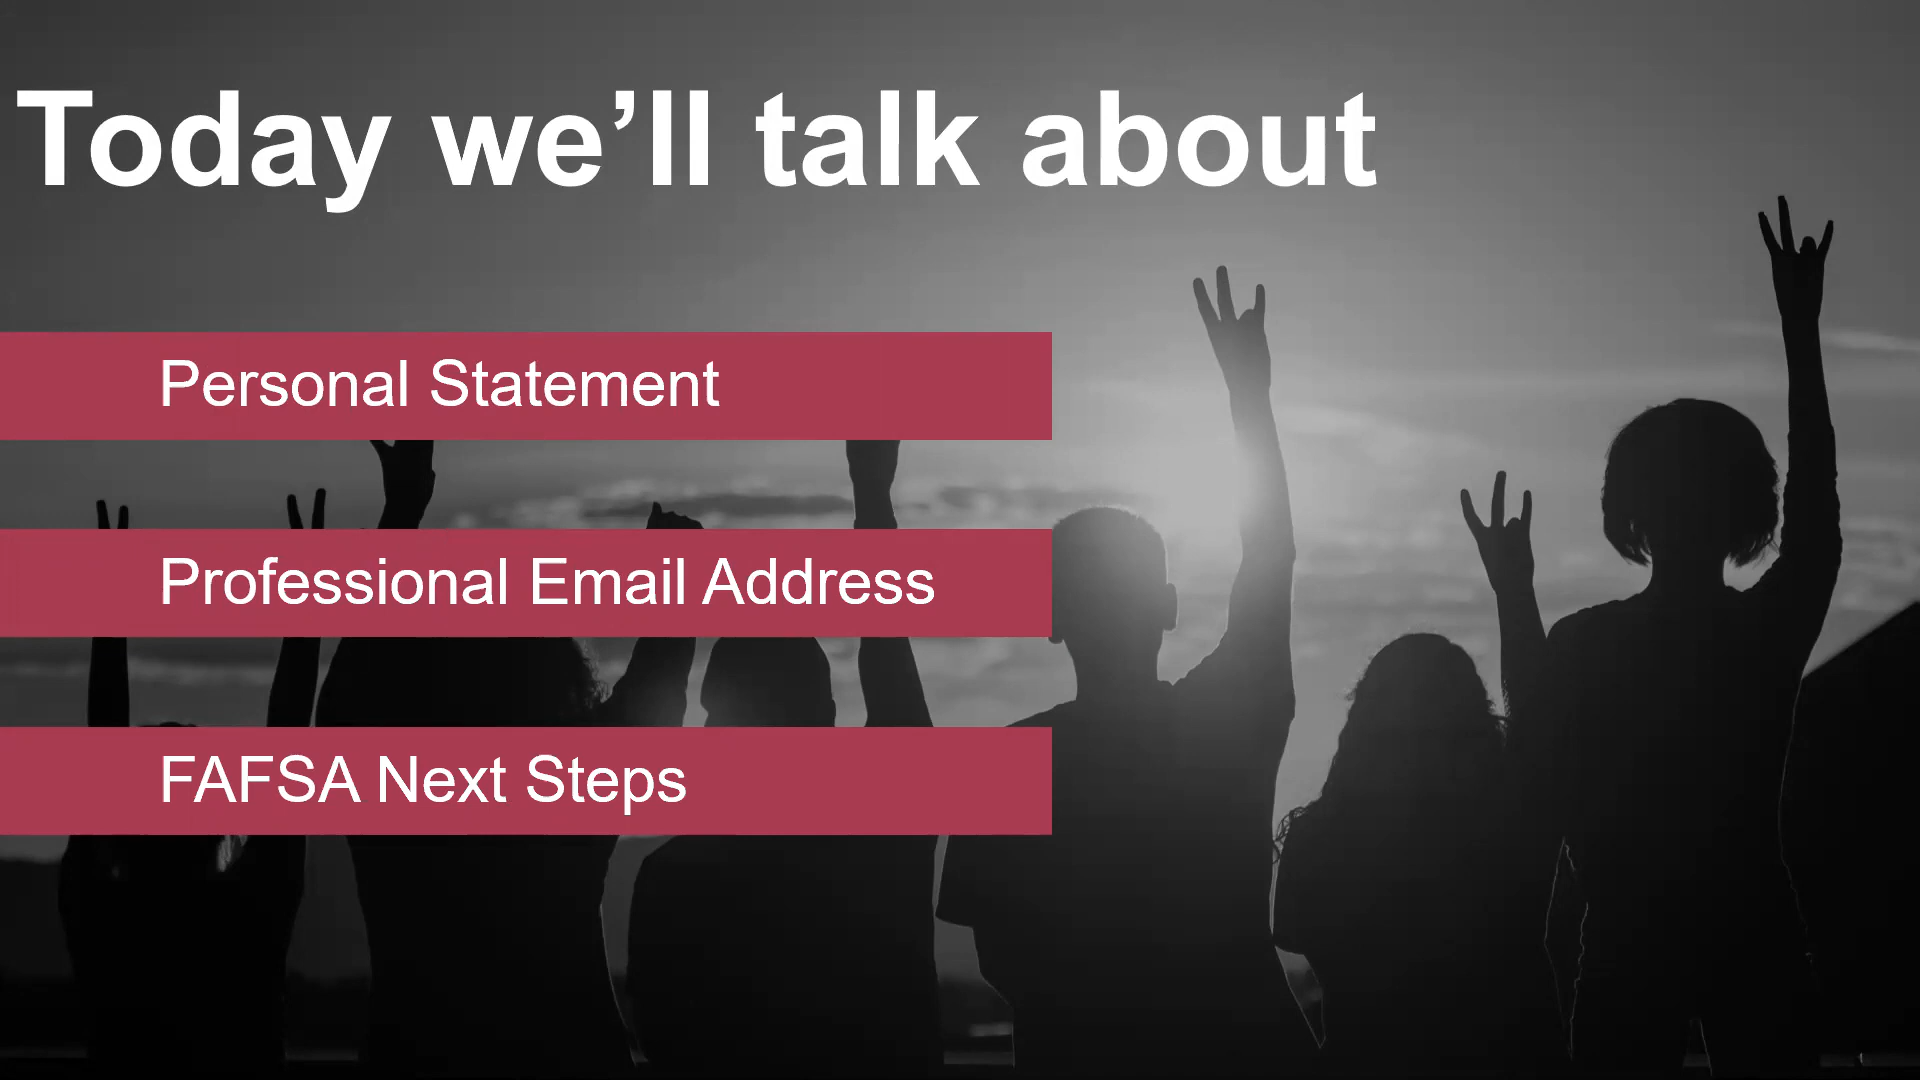 Today we’ll talk about
Personal Statement
Professional Email Address
FAFSA Next Steps